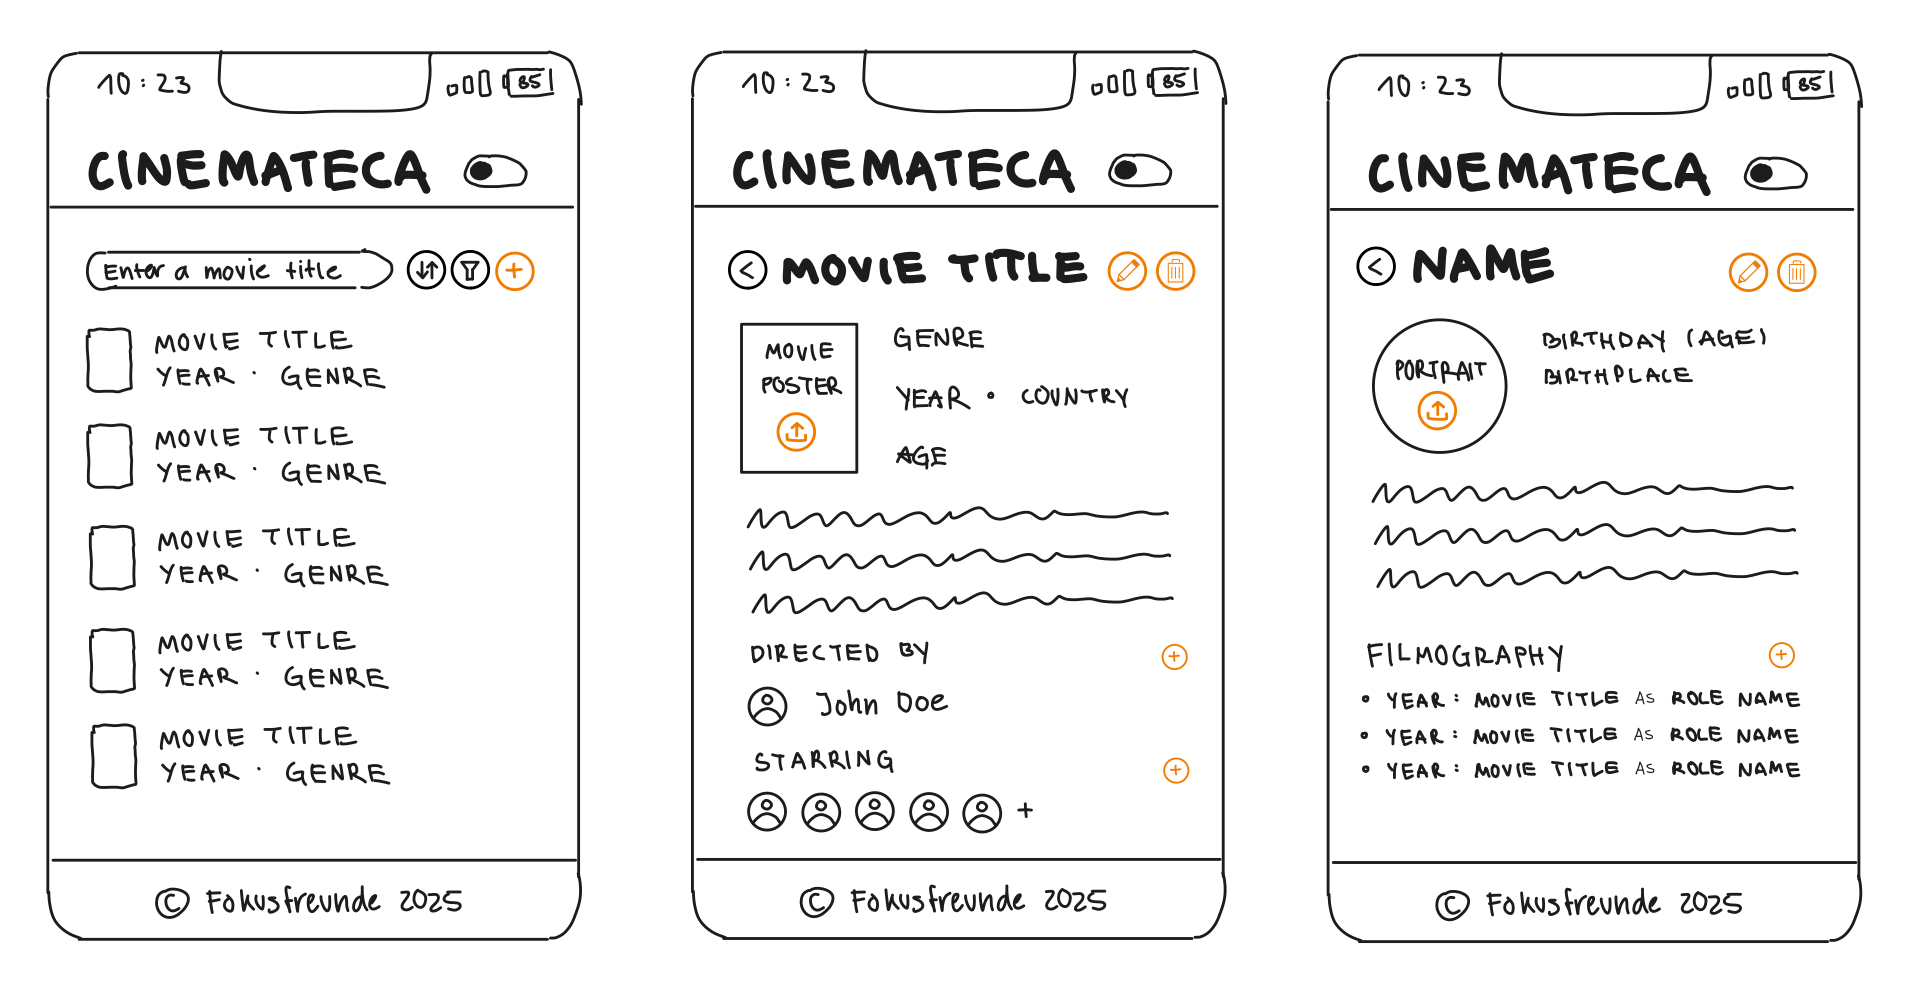 10:23 85
CINEMATECA
Enter a movie title
MOVIE TITLE
YEAR · GENRE
MOVIE TITLE
YEAR · GENRE
MOVIE TITLE
YEAR · GENRE
MOVIE TITLE
YEAR · GENRE
MOVIE TITLE
YEAR · GENRE
© Fokusfreunde 2025
10:23 85
CINEMATECA
< MOVIE TITLE
MOVIE
POSTER
GENRE
YEAR • COUNTRY
AGE
DIRECTED BY +
John Doe
STARRING +
+
© Fokusfreunde 2025
10:23 85
CINEMATECA
< NAME
PORTRAIT
BIRTHDAY (AGE)
BIRTHPLACE
FILMOGRAPHY +
• YEAR: MOVIE TITLE AS ROLE NAME
• YEAR: MOVIE TITLE AS ROLE NAME
• YEAR: MOVIE TITLE AS ROLE NAME
© Fokusfreunde 2025